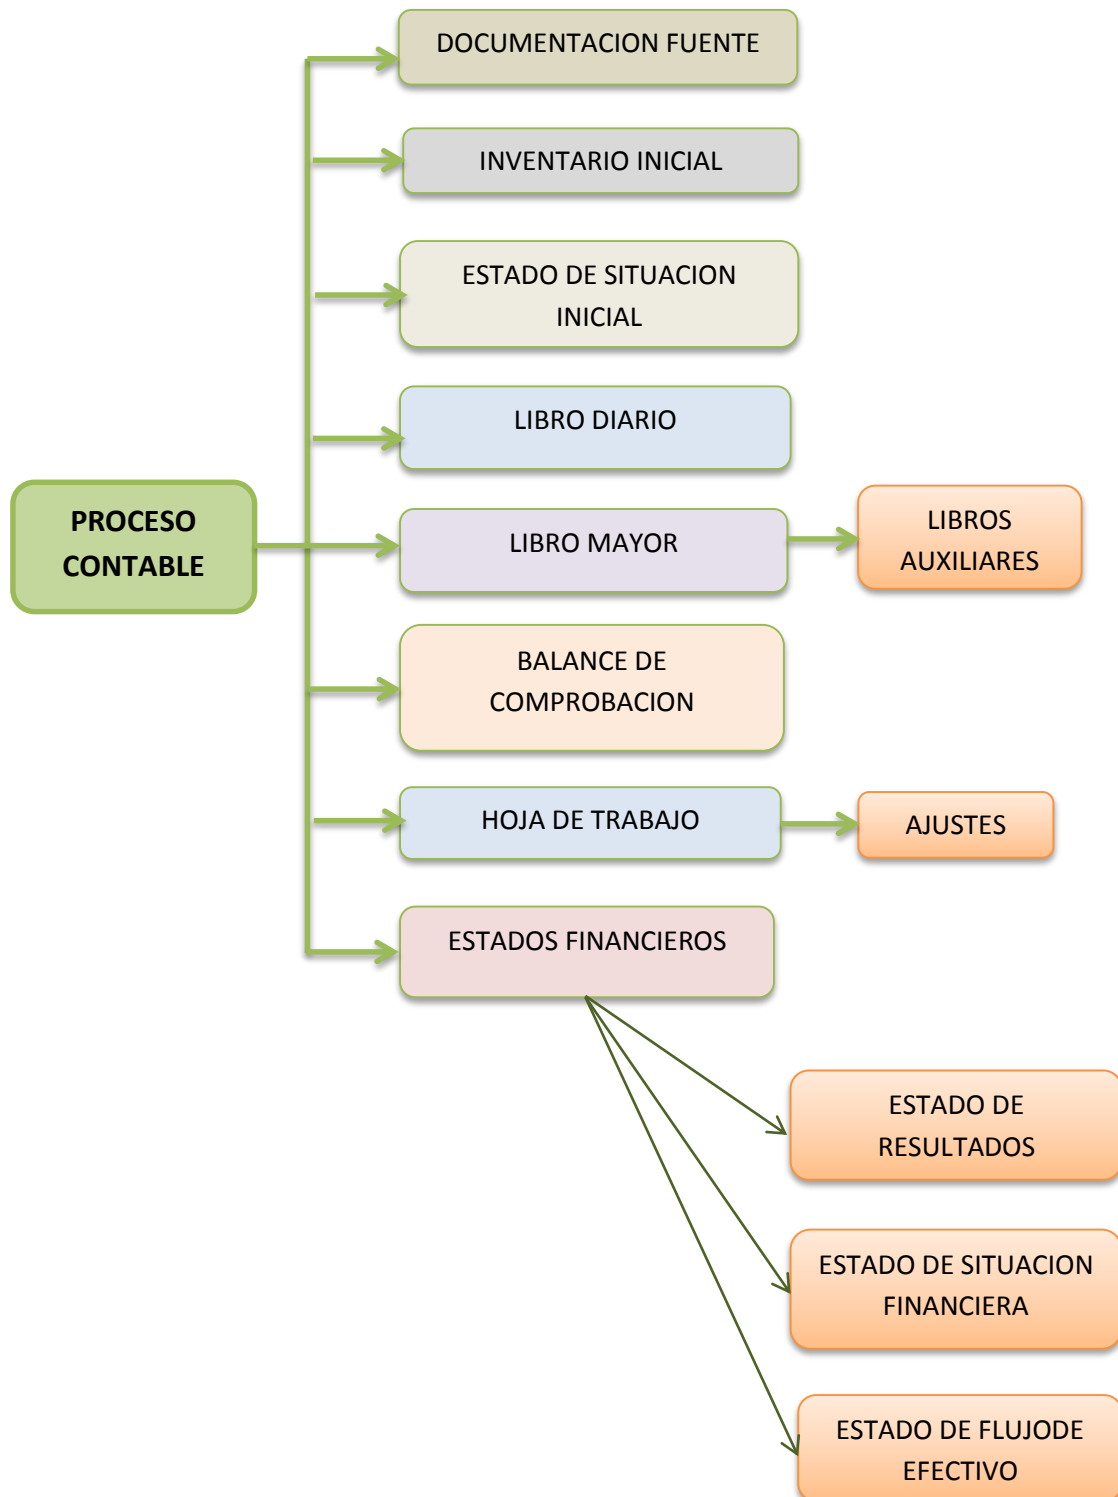 DOCUMENTACION FUENTE
INVENTARIO INICIAL
ESTADO DE SITUACION
INICIAL
LIBRO DIARIO
PROCESO
CONTABLE
LIBRO MAYOR
LIBROS
AUXILIARES
BALANCE DE
COMPROBACION
HOJA DE TRABAJO
AJUSTES
ESTADOS FINANCIEROS
ESTADO DE
RESULTADOS
ESTADO DE SITUACION
FINANCIERA
ESTADO DE FLUJODE
EFECTIVO